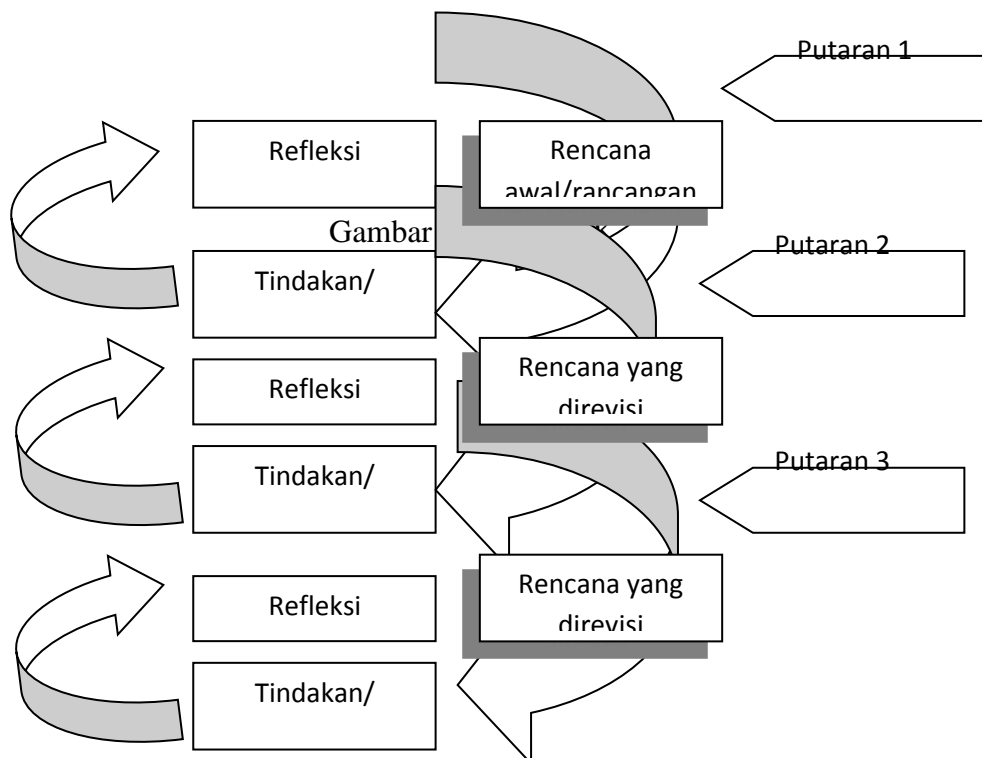 Putaran 1
Refleksi
Rencana
awal/rancangan
Gambar
Putaran 2
Tindakan/
Rencana yang
direvisi
Refleksi
Putaran 3
Tindakan/
Rencana yang
direvisi
Refleksi
Tindakan/